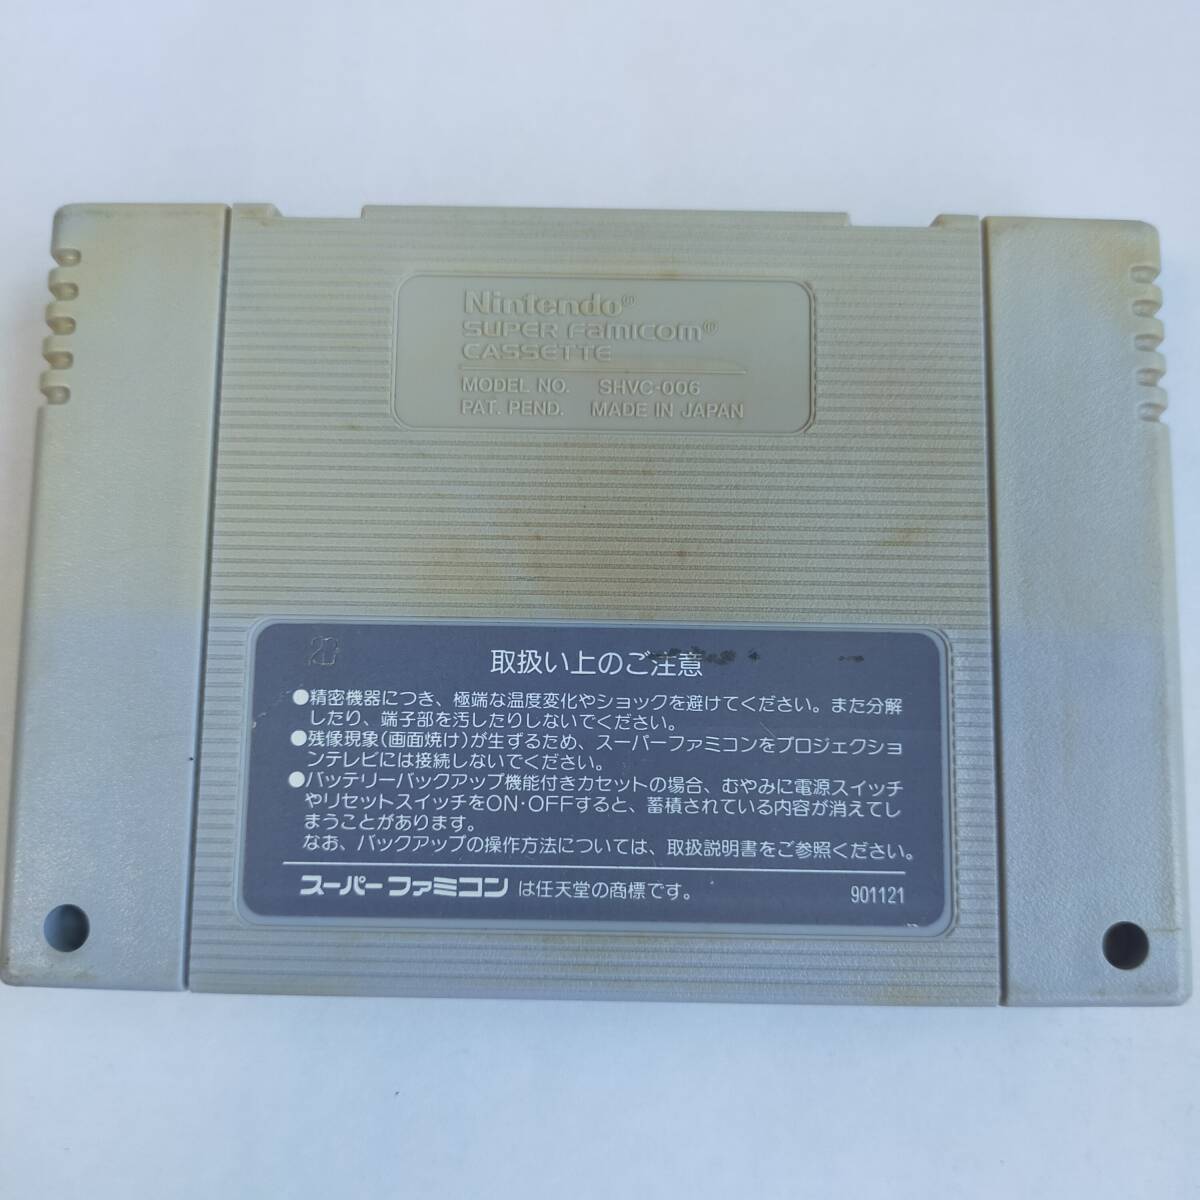 Nintendo®
SUPER FAMICOM®
CASSETTE
MODEL NO. SHVC-006
PAT. PEND. MADE IN JAPAN
取扱い上のご注意
●精密機器につき、極端な温度変化やショックを避けてください。また分解
したり、端子部を汚したりしないでください。
●残像現象(画面焼け)が生ずるため、スーパーファミコンをプロジェクショ
ンテレビには接続しないでください。
●バッテリーバックアップ機能付きカセットの場合、むやみに電源スイッチ
やリセットスイッチをON・OFFすると、蓄積されている内容が消えてし
まうことがあります。
なお、バックアップの操作方法については、取扱説明書をご参照ください。
スーパーファミコン は任天堂の商標です。 901121